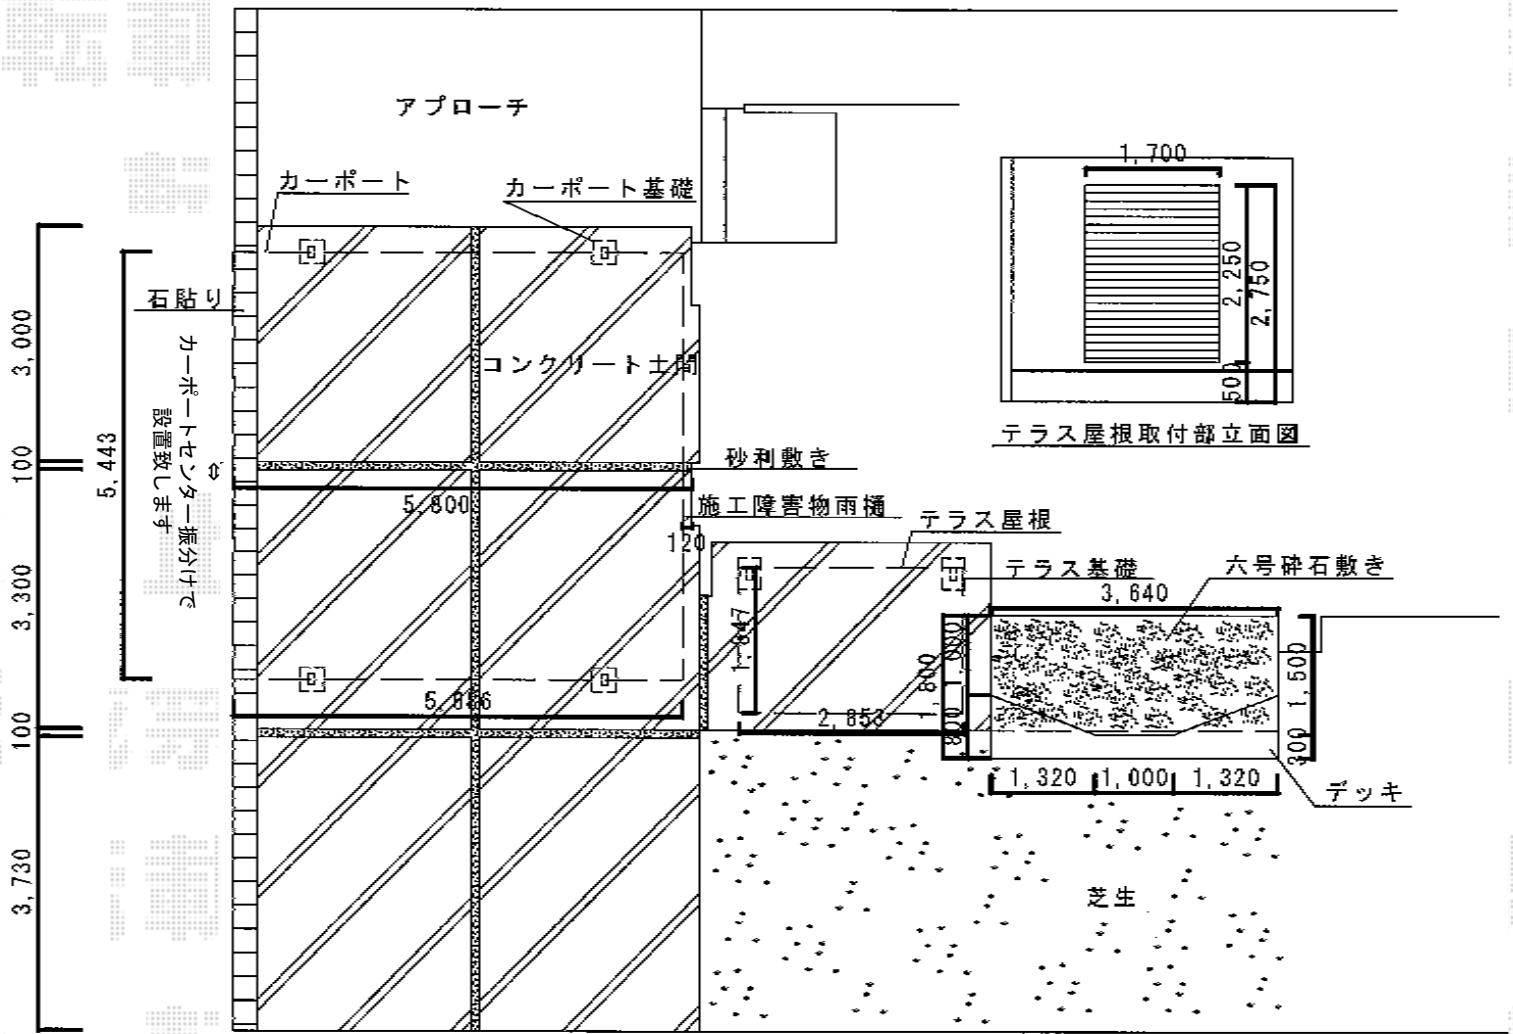 アプローチ
カーポート
カーポート基礎
1,700
2,250
2,750
500
テラス屋根取付部立面図
石貼り
3,000
コンクリート土間
カーポートセンター振分けで
設置致します
⇔
5,443
100
砂利敷き
5,800
施工障害物雨樋
120
テラス屋根
テラス基礎
六号砕石敷き
3,640
3,300
1,847
1,800
1,500
300
2,853
100
1,320
1,000
1,320
デッキ
3,730
芝生